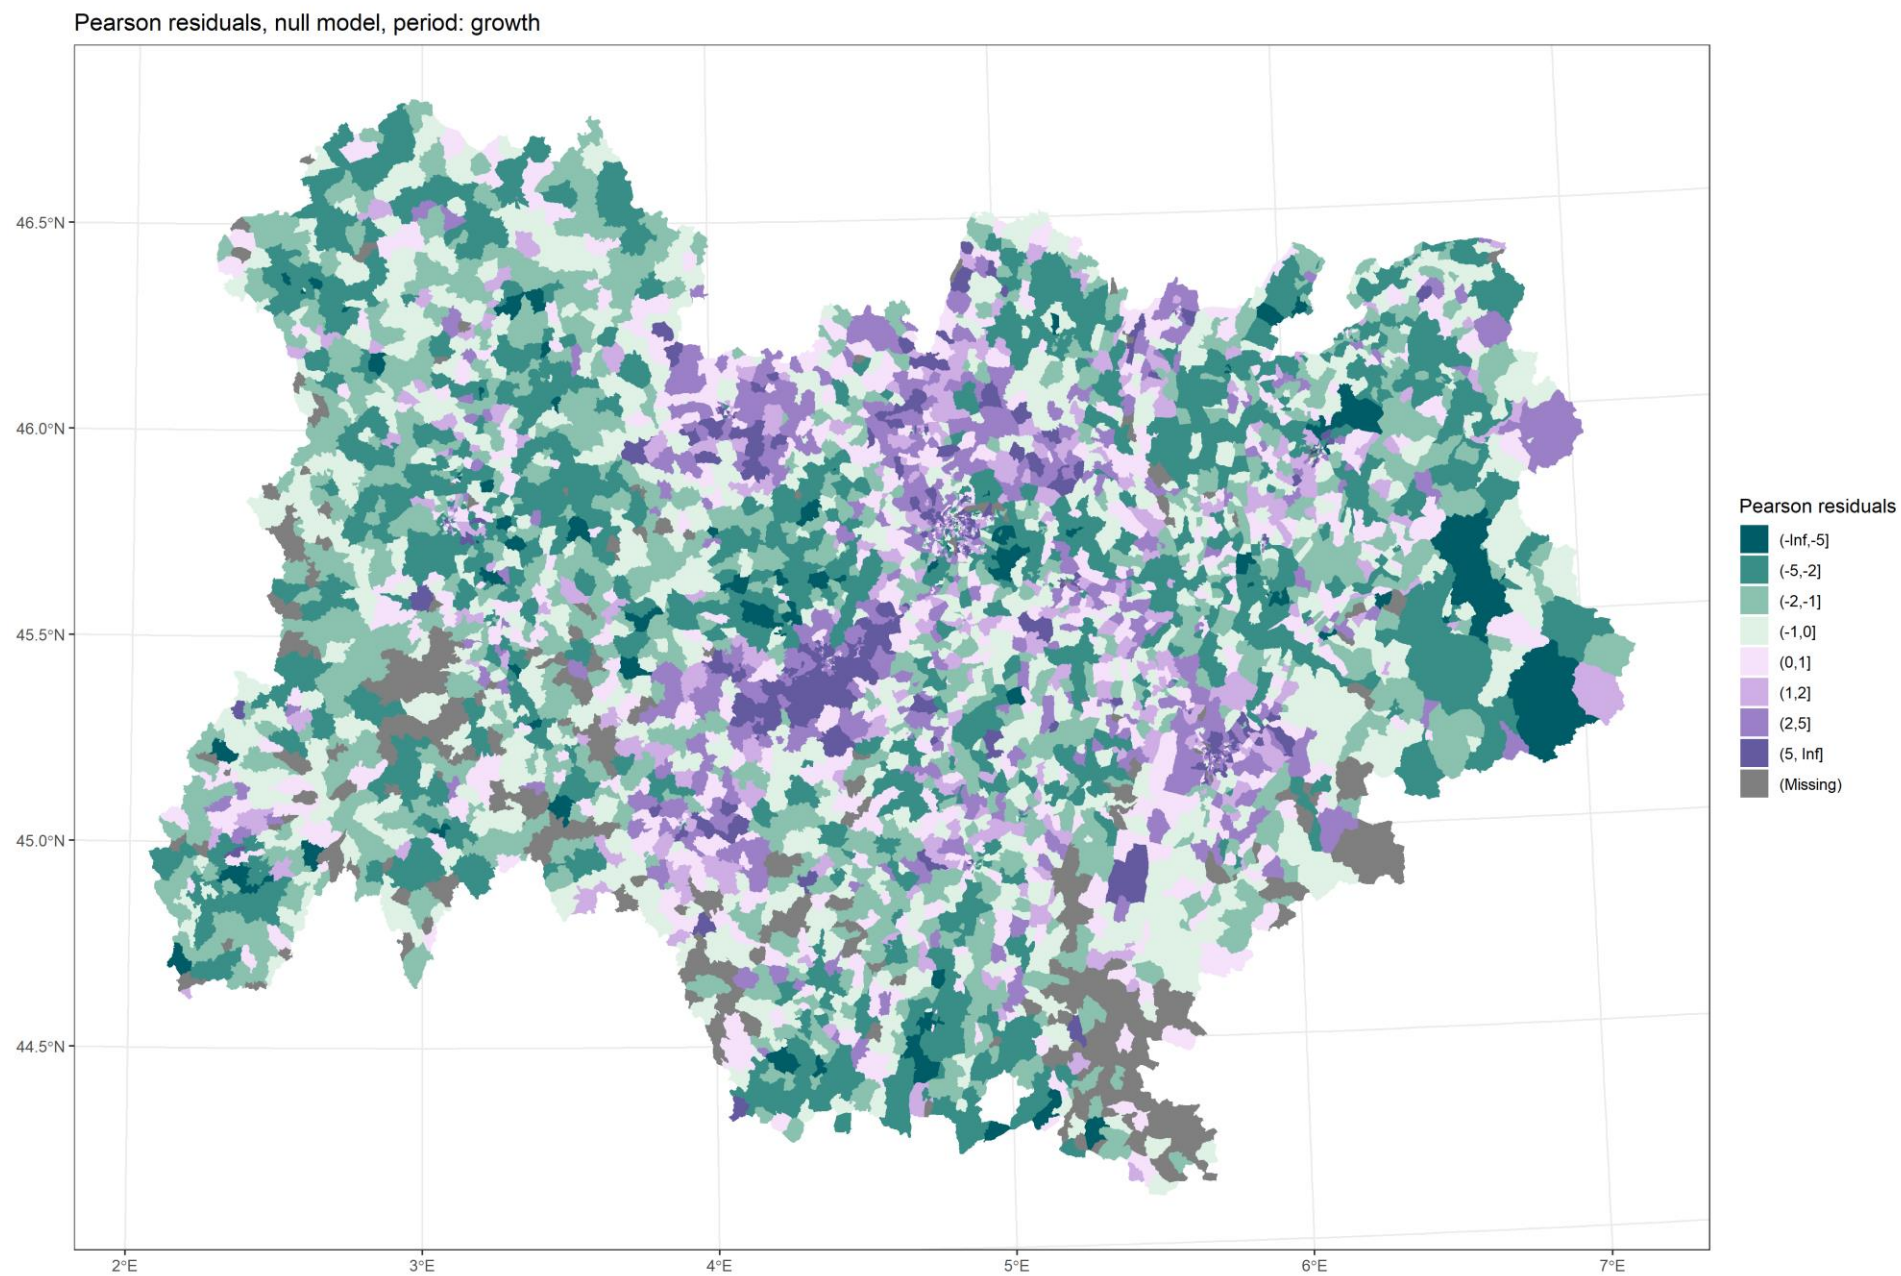 Pearson residuals, null model, period: growth
46.5°N
46.0°N
45.5°N
45.0°N
44.5°N
2°E
3°E
4°E
5°E
6°E
7°E
Pearson residuals
(-Inf,-5]
(-5,-2]
(-2,-1]
(-1,0]
(0,1]
(1,2]
(2,5]
(5, Inf]
(Missing)